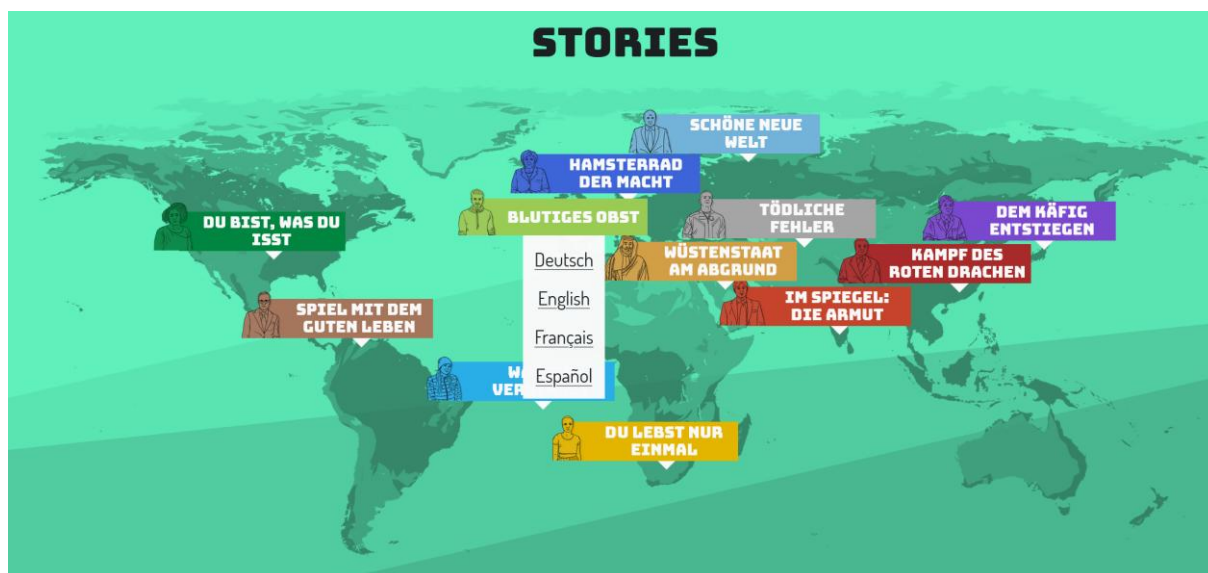 STORIES
SCHÖNE NEUE
WELT
HAMSTERRAD
DER MACHT
BLUTIGES OBST
TÖDLICHE
FEHLER
DEM KÄFIG
ENTSTIEGEN
DU BIST, WAS DU
ISST
WÜSTENSTAAT
AM ABGRUND
KAMPF DES
ROTEN DRACHEN
Deutsch
English
Français
Español
SPIEL MIT DEM
GUTEN LEBEN
IM SPIEGEL:
DIE ARMUT
DU LEBST NUR
EINMAL